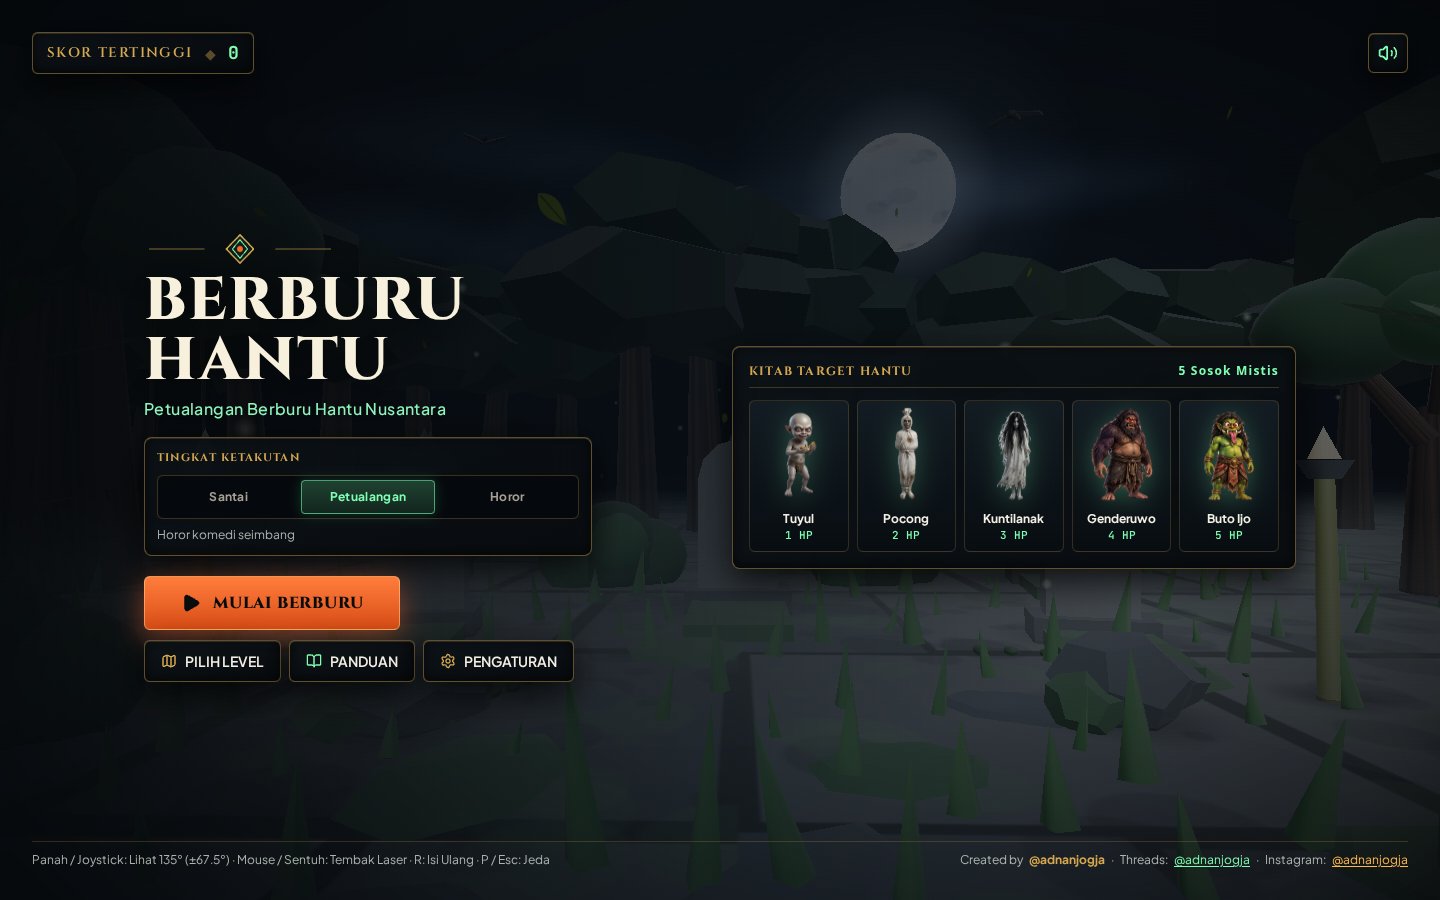 SKOR TERTINGGI ◆ 0
BERBURU
HANTU
Petualangan Berburu Hantu Nusantara
TINGKAT KETAKUTAN
Santai Petualangan Horor
Horor komedi seimbang
MULAI BERBURU
PILIH LEVEL PANDUAN PENGATURAN
KITAB TARGET HANTU 5 Sosok Mistis
Tuyul Pocong Kuntilanak Genderuwo Buto Ijo
1 HP 2 HP 3 HP 4 HP 5 HP
Panah / Joystick: Lihat 135° (±67.5°) · Mouse / Sentuh: Tembak Laser · R: Isi Ulang · P / Esc: Jeda
Created by @adnanjogja · Threads: @adnanjogja · Instagram: @adnanjogja